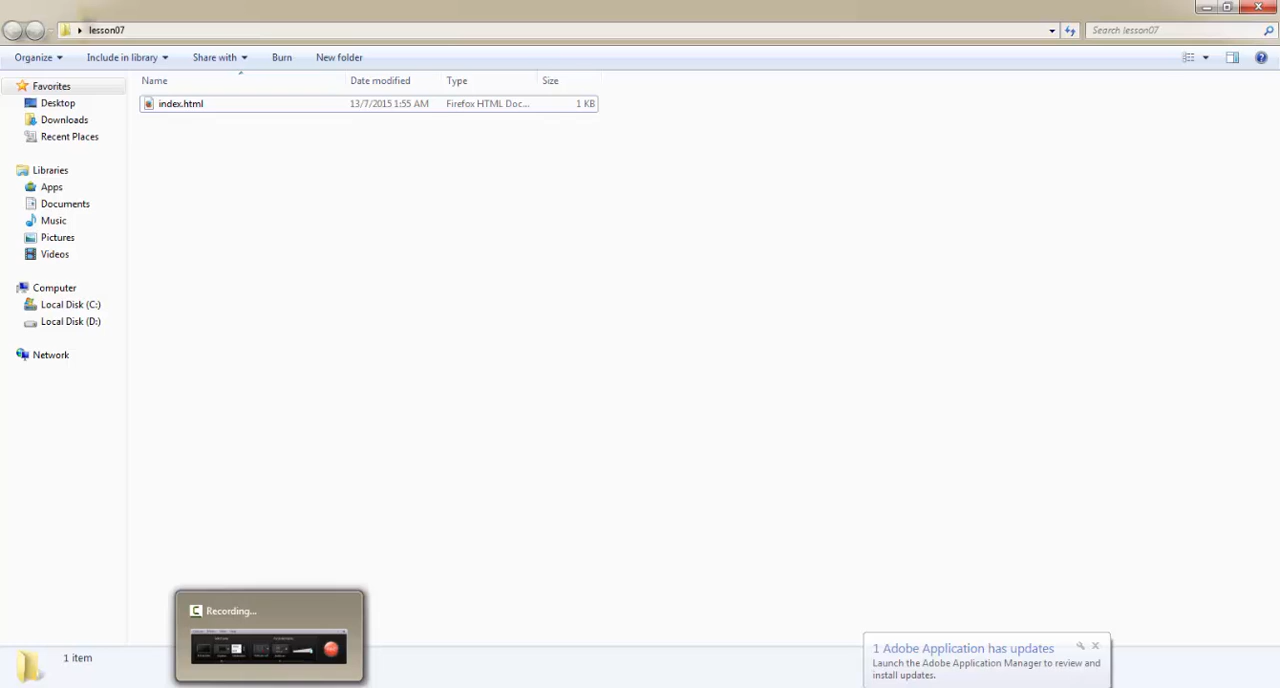 lesson07
Search lesson07
Organize Include in library Share with Burn New folder
Name Date modified Type Size
index.html 13/7/2015 1:55 AM Firefox HTML Doc... 1 KB
Favorites
Desktop
Downloads
Recent Places
Libraries
Apps
Documents
Music
Pictures
Videos
Computer
Local Disk (C:)
Local Disk (D:)
Network
Recording...
1 item
1 Adobe Application has updates
Launch the Adobe Application Manager to review and
install updates.